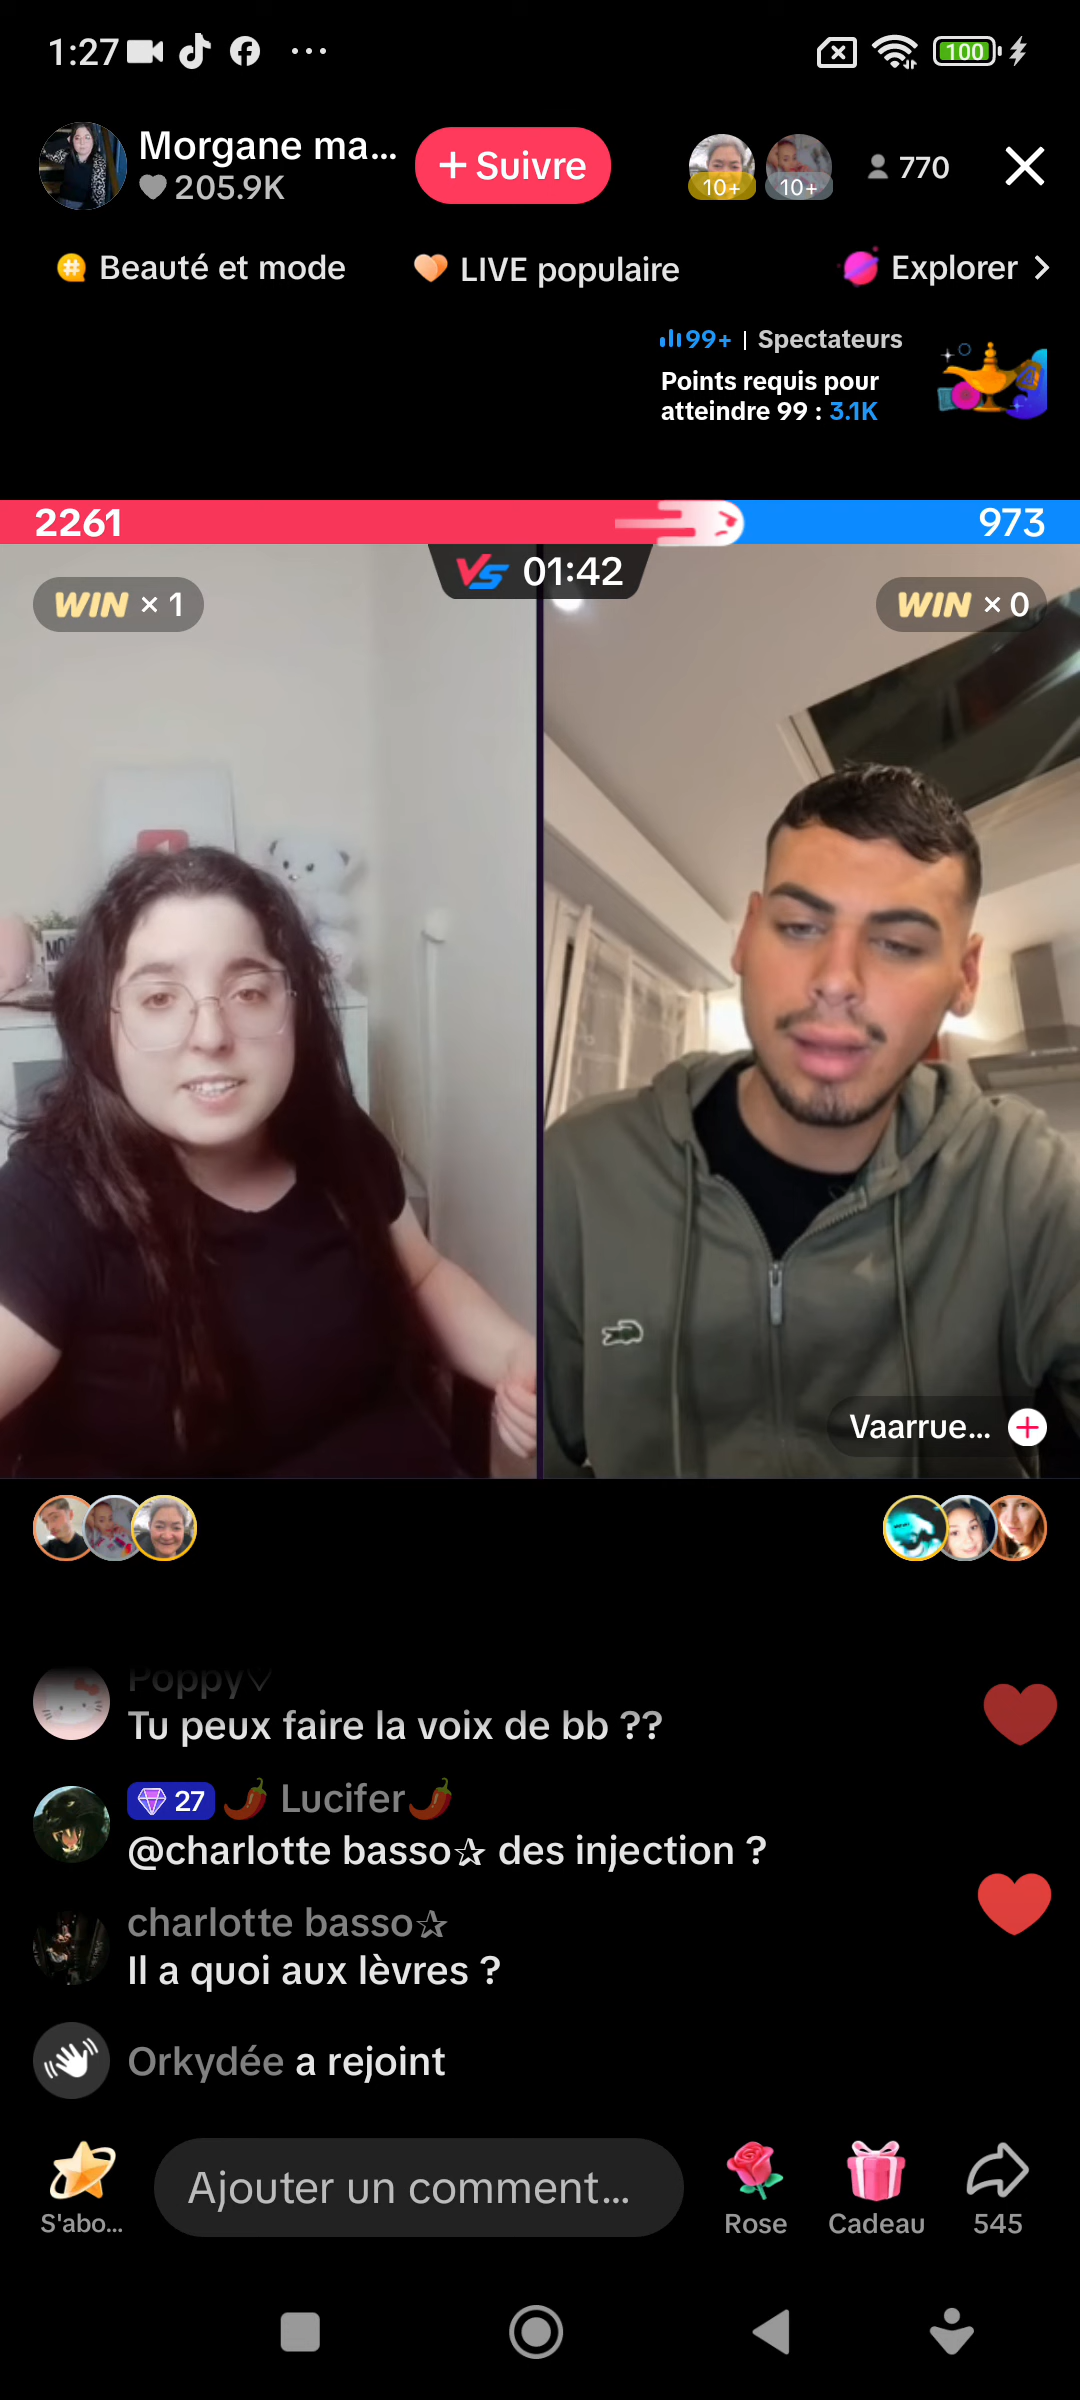 1:27
100
Morgane ma...
205.9K
+ Suivre
10+
10+
770
Beauté et mode
LIVE populaire
Explorer
99+ | Spectateurs
Points requis pour
atteindre 99 : 3.1K
2261
973
VS 01:42
WIN × 1
WIN × 0
Vaarrue...
Poppy♡
Tu peux faire la voix de bb ??
27 🌶️ Lucifer🌶️
@charlotte basso☆ des injection ?
charlotte basso☆
Il a quoi aux lèvres ?
Orkydée a rejoint
S'abo...
Ajouter un comment...
Rose
Cadeau
545